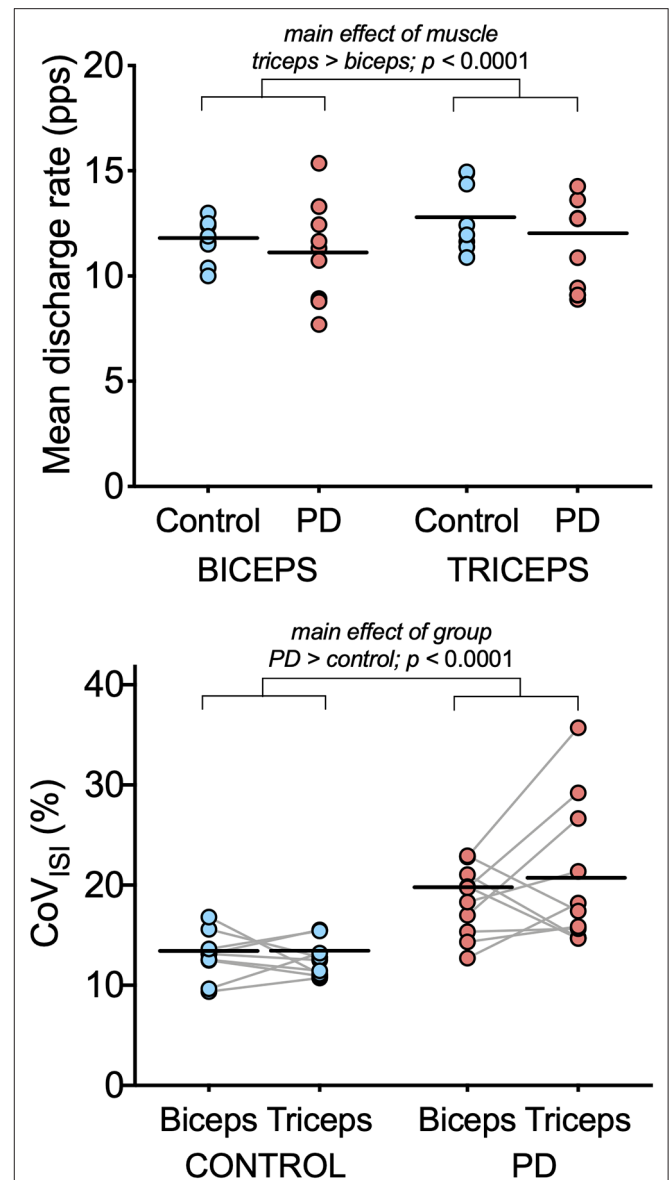 main effect of muscle
triceps > biceps; p < 0.0001
Mean discharge rate (pps)
20
15
10
5
0
Control PD Control PD
BICEPS TRICEPS
main effect of group
PD > control; p < 0.0001
CoVISI (%)
40
30
20
10
0
Biceps Triceps Biceps Triceps
CONTROL PD